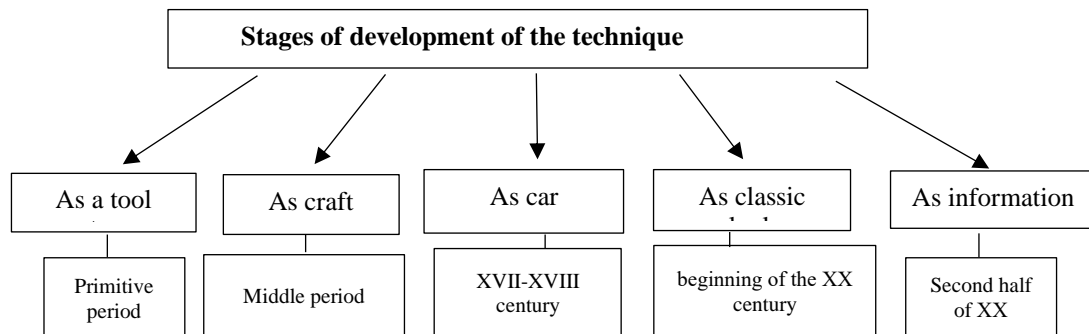 Stages of development of the technique
As a tool
As craft
As car
As classic
As information
Primitive
period
Middle period
XVII-XVIII
century
beginning of the XX
century
Second half
of XX